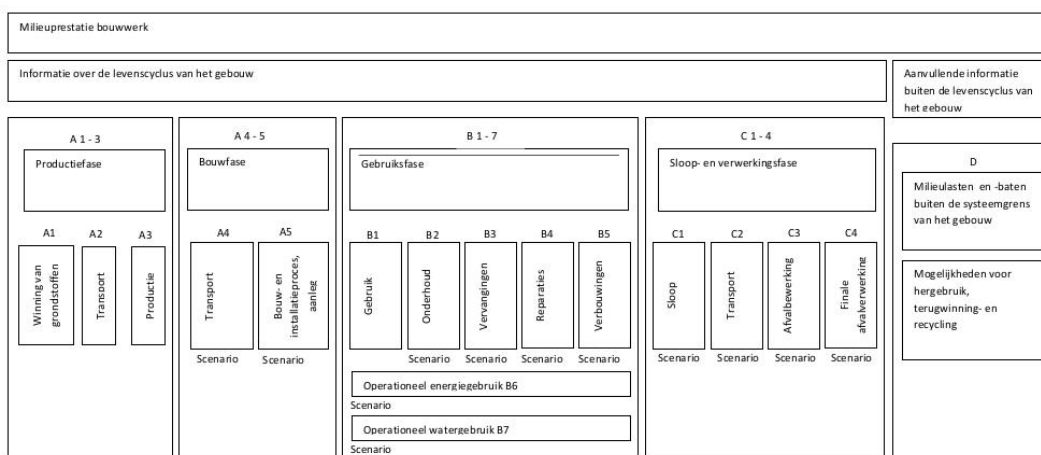 Milieuprestatie bouwwerk
Informatie over de levenscyclus van het gebouw
Aanvullende informatie
buiten de levenscyclus van
het gebouw
A 1 - 3
Productiefase
A1
A2
A3
Winning van
grondstoffen
Transport
Productie
A 4 - 5
Bouwfase
A4
A5
Transport
Bouw- en
installatieproces,
aanleg
Scenario
Scenario
B 1 - 7
Gebruiksfase
B1
B2
B3
B4
B5
Gebruik
Onderhoud
Vervangingen
Reparaties
Verbouwingen
Scenario
Scenario
Scenario
Scenario
Operationeel energiegebruik B6
Scenario
Operationeel watergebruik B7
Scenario
C 1 - 4
Sloop- en verwerkingsfase
C1
C2
C3
C4
Sloop
Transport
Afvalbewerking
Finale
afvalverwerking
Scenario
Scenario
Scenario
Scenario
D
Milieulasten en -baten
buiten de systeemgrens
van het gebouw
Mogelijkheden voor
hergebruik,
terugwinning- en
recycling